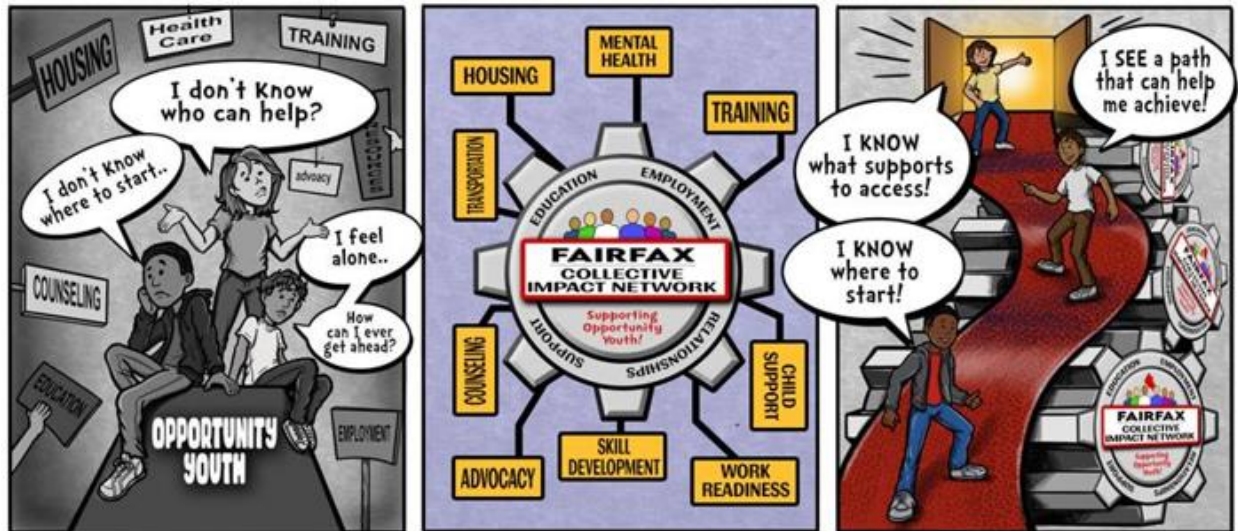 HOUSING
Health
Care
TRAINING
I don't Know
who can help?
I don't Know
where to start..
advocacy
I feel
alone..
COUNSELING
How
can I ever
get ahead?
EDUCATION
OPPORTUNITY
YOUTH
EMPLOYMENT
MENTAL
HEALTH
HOUSING
TRAINING
TRANSPORTATION
EDUCATION
EMPLOYMENT
FAIRFAX
COLLECTIVE
IMPACT NETWORK
Supporting
Opportunity
Youth!
SUPPORT
RELATIONSHIPS
COUNSELING
CHILD
SUPPORT
ADVOCACY
SKILL
DEVELOPMENT
WORK
READINESS
I SEE a path
that can help
me achieve!
I KNOW
what supports
to access!
I KNOW
where to
start!
EDUCATION
EMPLOYMENT
FAIRFAX
COLLECTIVE
IMPACT NETWORK
Supporting
Opportunity
Youth!
SUPPORT
RELATIONSHIPS